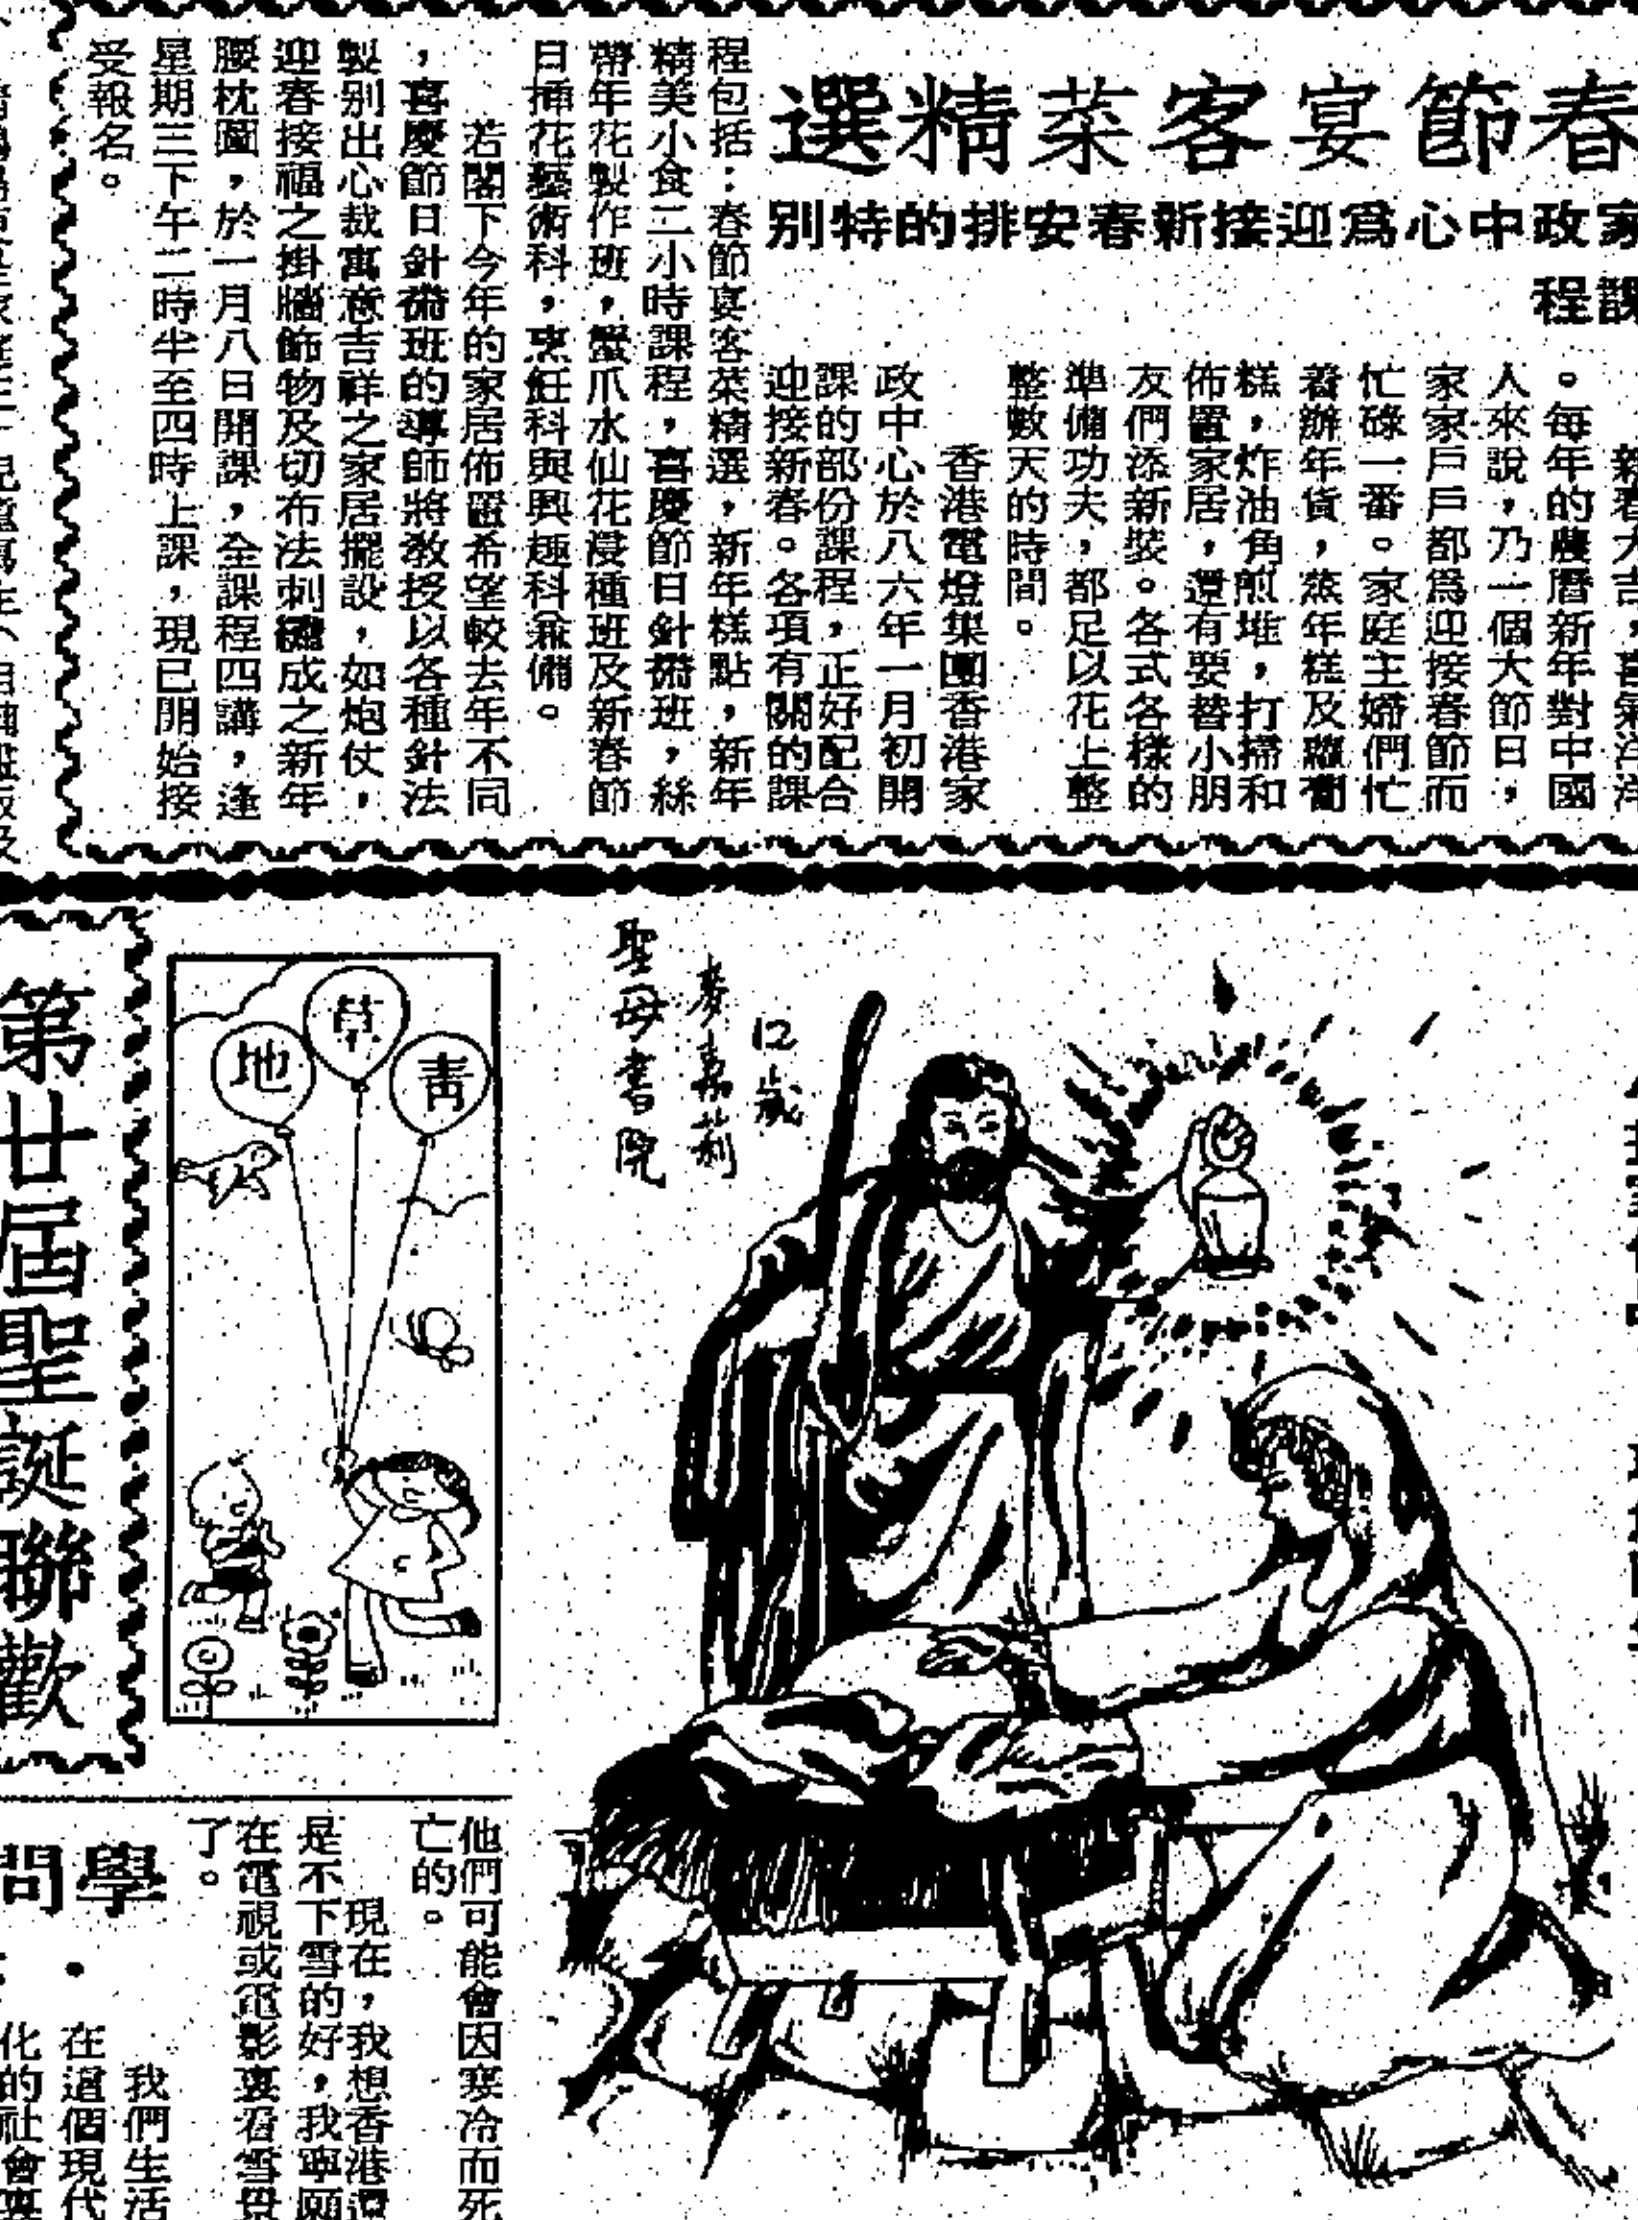 春節宴客菜精選
家政中心為迎接新春安排的特別
課程
新春大吉,喜氣洋洋
。每年的農曆新年對中國
人來說,乃一個大節日,
家家戶戶都為迎接春節而
忙碌一番。家庭主婦們忙
着辦年貨,蒸年糕及蘿蔔
糕,炸油角煎堆,打掃和
佈置家居,還有要替小朋
友們添新裝。各式各樣的
準備功夫,都足以花上整
整數天的時間。
香港電燈集團香港家
政中心於八六年一月初開
課的部份課程,正好配合
迎接新春。各項有關的課
程包括:春節宴客菜精選,新年糕點,新年
精美小食二小時課程,喜慶節日針黹班,絲
帶年花製作班,蟹爪水仙花浸種班及新春節
日插花藝術科,烹飪科與興趣科兼備。
若閣下今年的家居佈置希望較去年不同
,喜慶節日針黹班的導師將教授以各種針法
製別出心裁寓意吉祥之家居擺設,如炮仗,
迎春接福之掛牆飾物及切布法刺繡成之新年
腰枕圖,於一月八日開課,全課程四講,逢
星期三下午二時半至四時上課,現已開始接
受報名。
聖母書院
麥嘉莉
12歲
青草地
第廿屆聖誕聯歡
他們可能會因寒冷而死
亡的。
現在,我想香港還
是不下雪的好,我寧願
在電視或電影裏看雪景
了。
學問
我們生活
在這個現代
化的社會裏